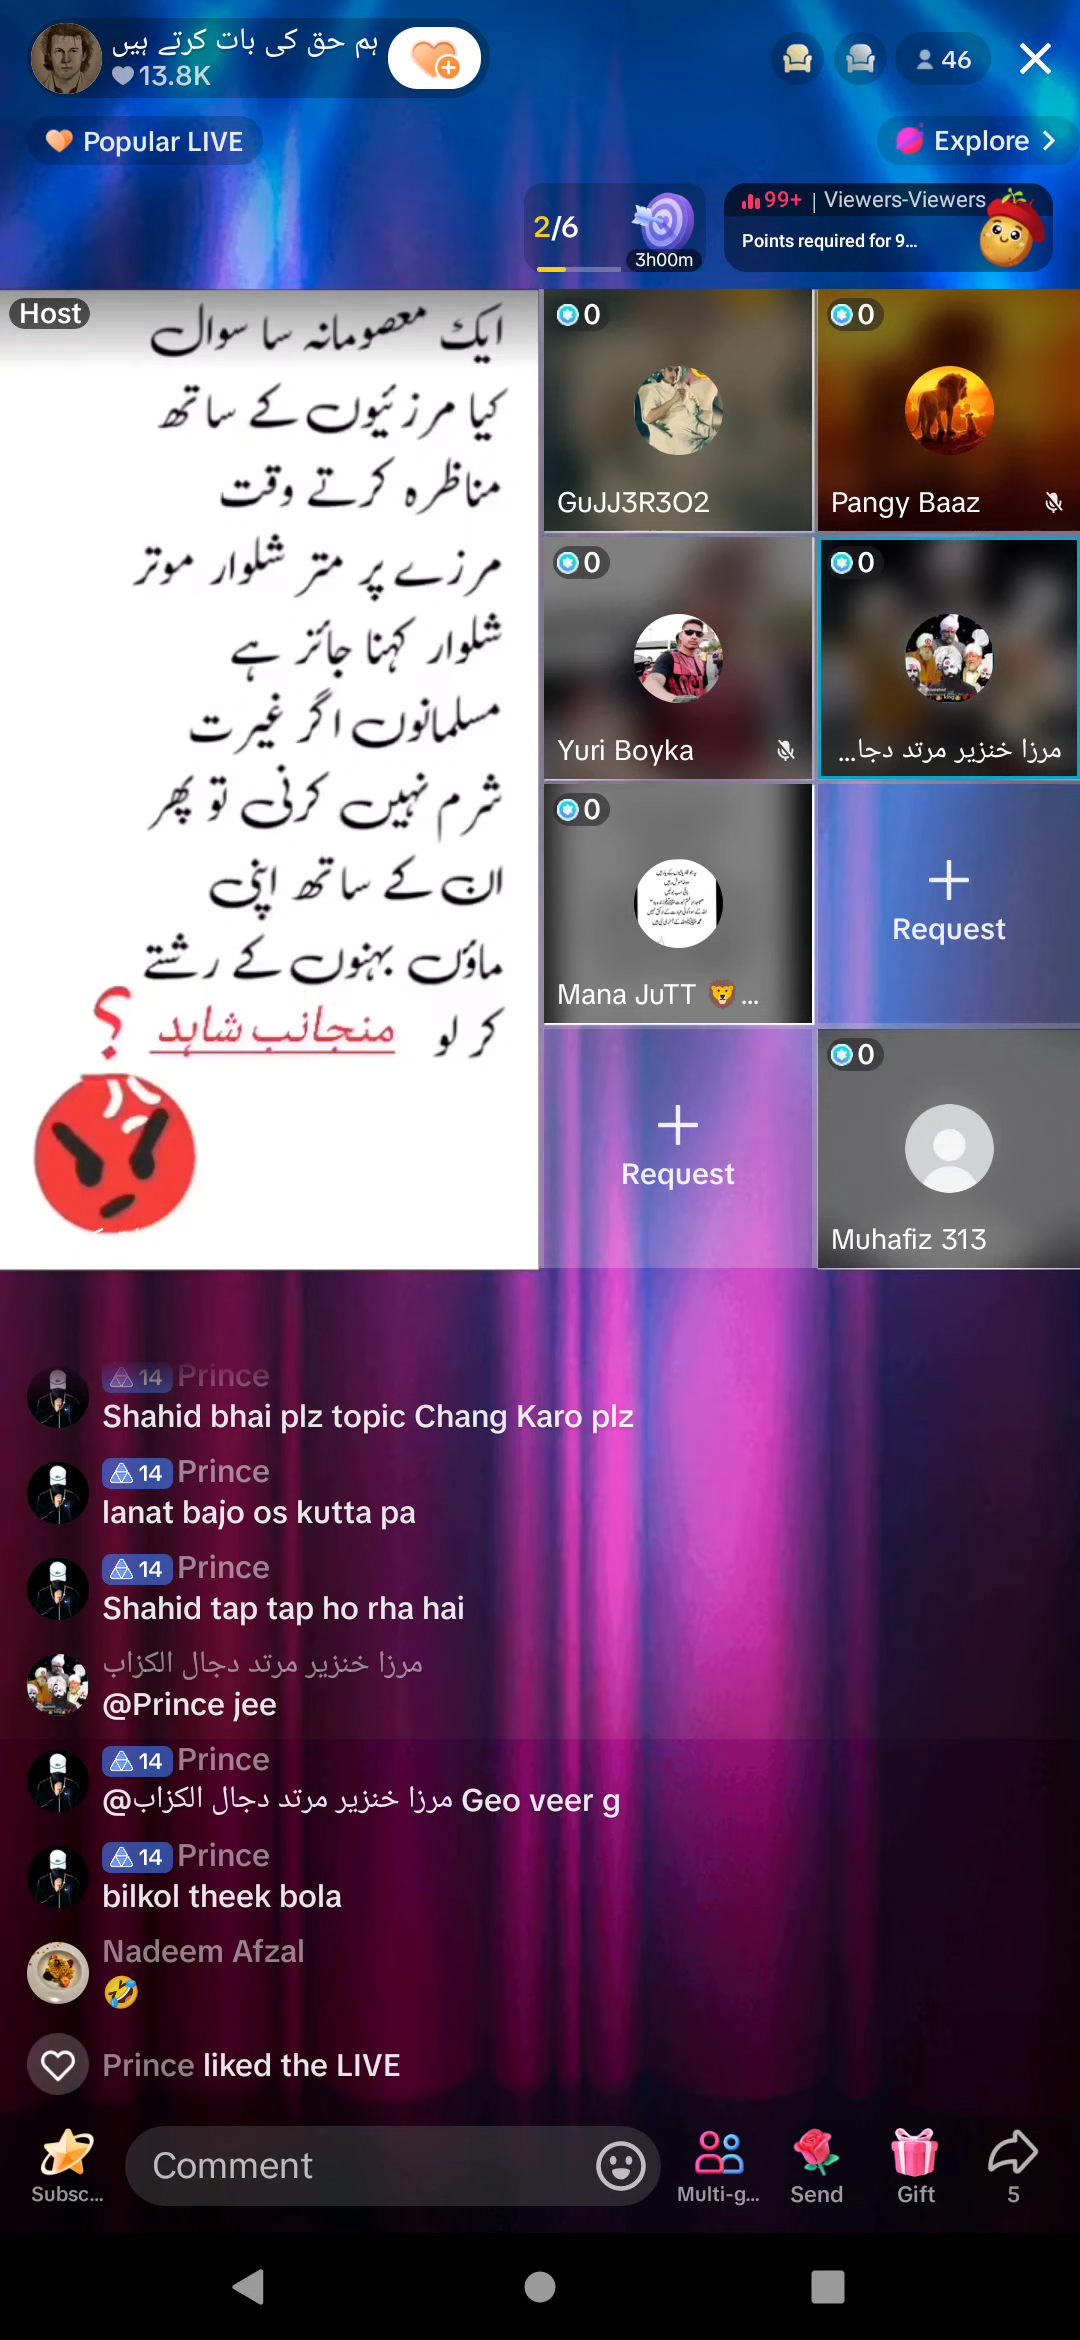 ہم حق کی بات کرتے ہیں
13.8K
46
Popular LIVE
Explore
2/6
3h00m
99+ | Viewers-Viewers
Points required for 9...
Host
ایک معصومانہ سا سوال
کیا مرزئیوں کے ساتھ
مناظرہ کرتے وقت
مرزے پر متر شلوار موتر
شلوار کہنا جائز ہے
مسلمانوں اگر غیرت
شرم نہیں کرنی تو پھر
ان کے ساتھ اپنی
ماؤں بہنوں کے رشتے
کر لو منجانب شاہد ؟
0
GuJJ3R3O2
0
Pangy Baaz
0
Yuri Boyka
0
مرزا خنزیر مرتد دجا...
0
Mana JuTT 🦁...
Request
Request
0
Muhafiz 313
14 Prince
Shahid bhai plz topic Chang Karo plz
14 Prince
lanat bajo os kutta pa
14 Prince
Shahid tap tap ho rha hai
مرزا خنزیر مرتد دجال الکزاب
@Prince jee
14 Prince
@مرزا خنزیر مرتد دجال الکزاب Geo veer g
14 Prince
bilkol theek bola
Nadeem Afzal
🤣
Prince liked the LIVE
Subsc...
Comment
Multi-g...
Send
Gift
5